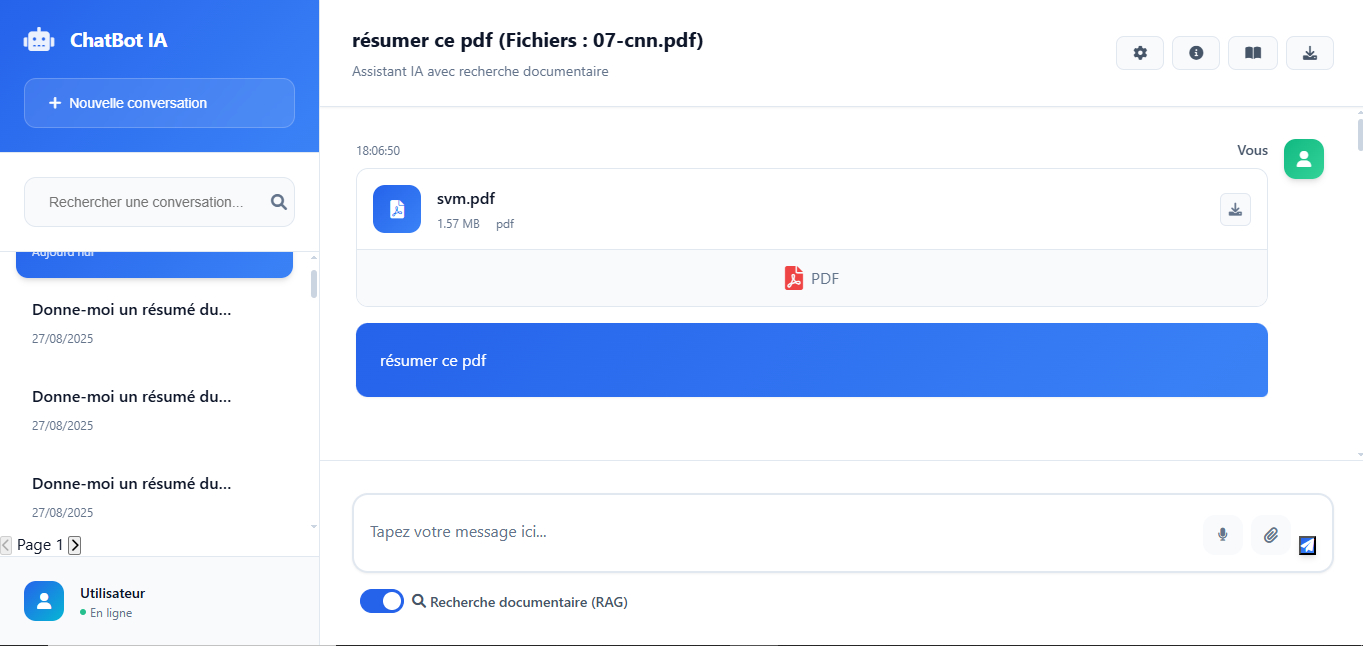 ChatBot IA
+ Nouvelle conversation
Rechercher une conversation...
Aujourd'hui
Donne-moi un résumé du...
27/08/2025
Donne-moi un résumé du...
27/08/2025
Donne-moi un résumé du...
27/08/2025
Page 1
Utilisateur
En ligne
résumer ce pdf (Fichiers : 07-cnn.pdf)
Assistant IA avec recherche documentaire
18:06:50
Vous
svm.pdf
1.57 MB pdf
PDF
résumer ce pdf
Tapez votre message ici...
Recherche documentaire (RAG)